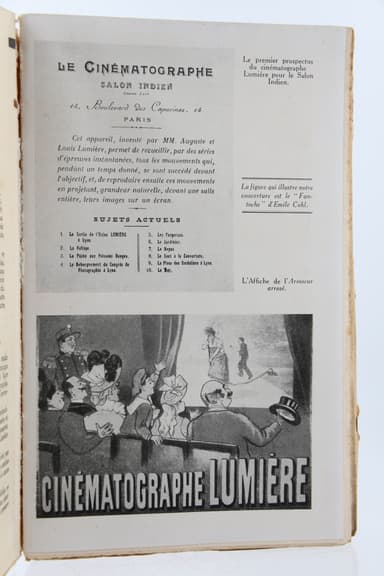 LE CINÉMATOGRAPHE
SALON INDIEN
14, Boulevard des Capucines, 14
PARIS
Cet appareil, inventé par MM. Auguste et
Louis Lumière, permet de recueillir, par des séries
d'épreuves instantanées, tous les mouvements qui,
pendant un temps donné, se sont succédé devant
l'objectif, et, de reproduire ensuite ces mouvements
en projetant, grandeur naturelle, devant une salle
entière, leurs images sur un écran.
SUJETS ACTUELS
1. La Sortie de l'Usine LUMIÈRE
à Lyon
2. La Voltige
3. La Pêche aux Poissons Rouges
4. Le Débarquement du Congrès de
Photographie à Lyon
5. Les Forgerons
6. Le Jardinier
7. Le Repas
8. Le Saut à la Couverture
9. La Place des Cordeliers à Lyon
10. La Mer
Le premier prospectus
du cinématographe
Lumière pour le Salon
Indien.
La figure qui illustre notre
couverture est le "Fan-
toche" d'Emile Cohl.
L'Affiche de l'Arroseur
arrosé.
CINÉMATOGRAPHE LUMIÈRE